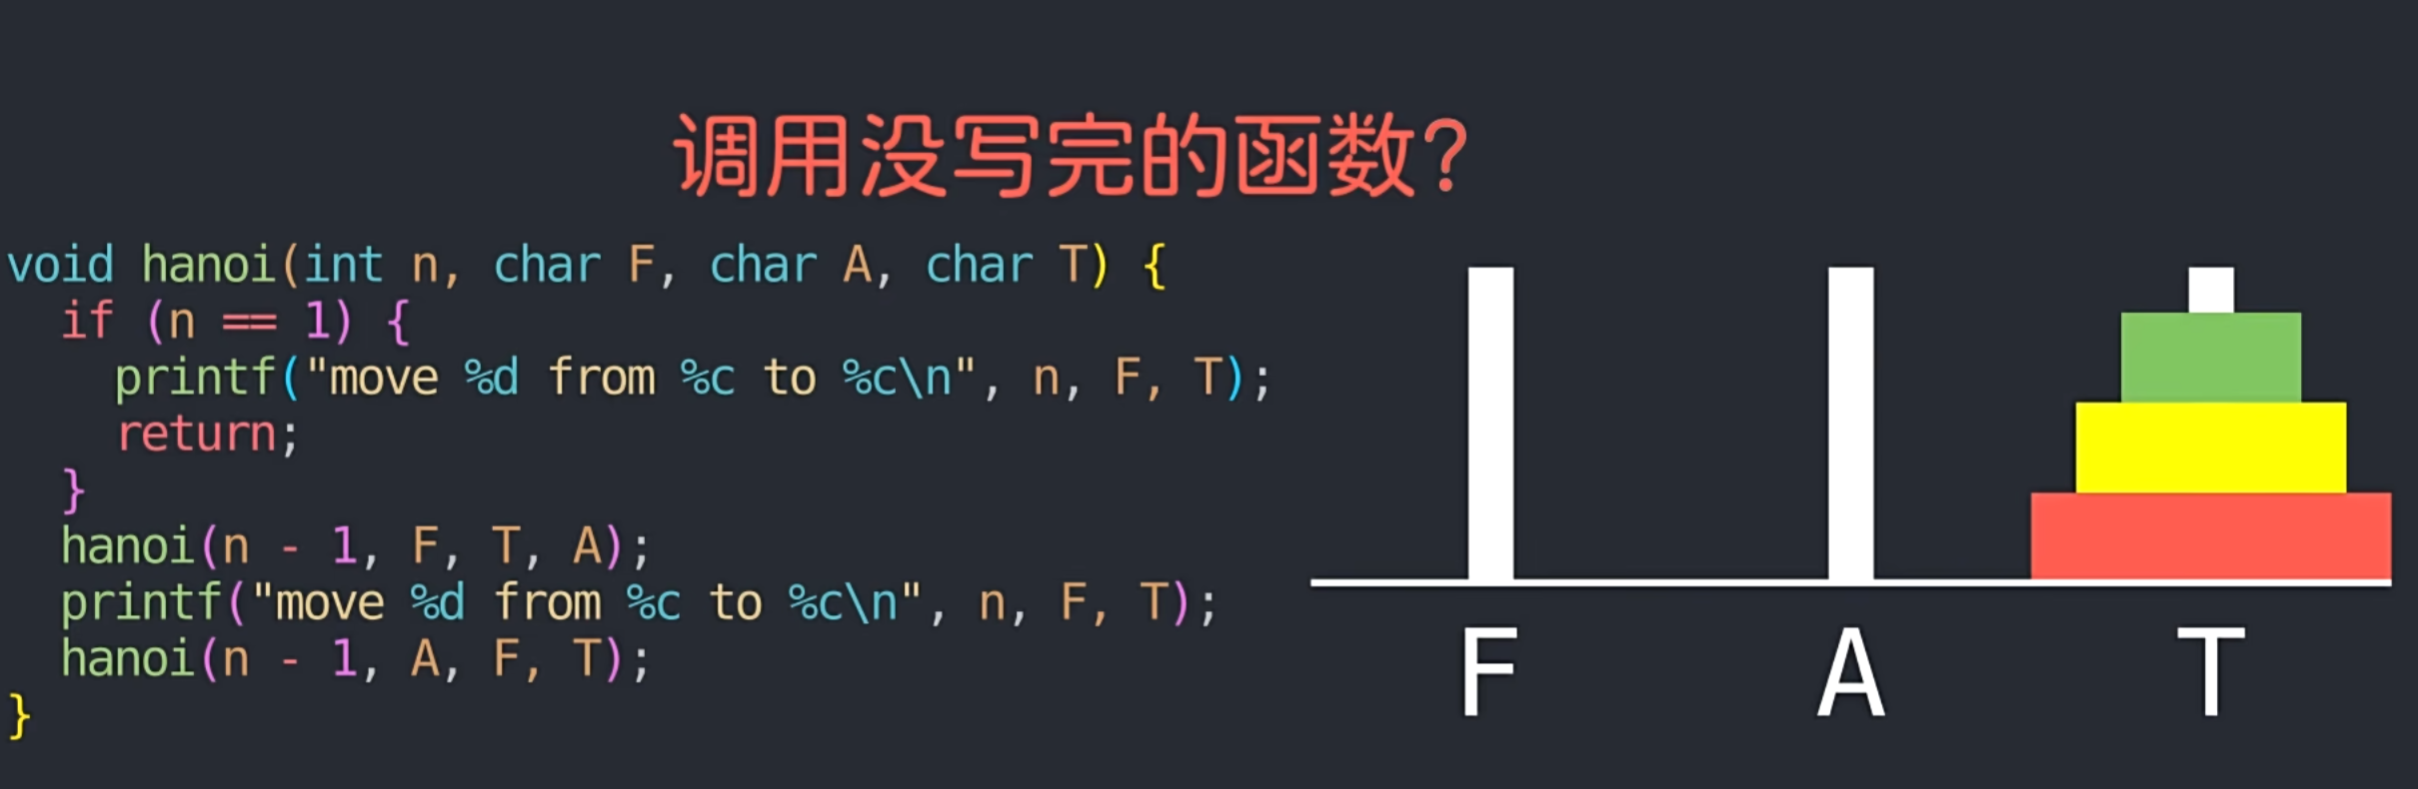 调用没写完的函数?
void hanoi(int n, char F, char A, char T) {
  if (n == 1) {
    printf("move %d from %c to %c\n", n, F, T);
    return;
  }
  hanoi(n - 1, F, T, A);
  printf("move %d from %c to %c\n", n, F, T);
  hanoi(n - 1, A, F, T);
}
F A T